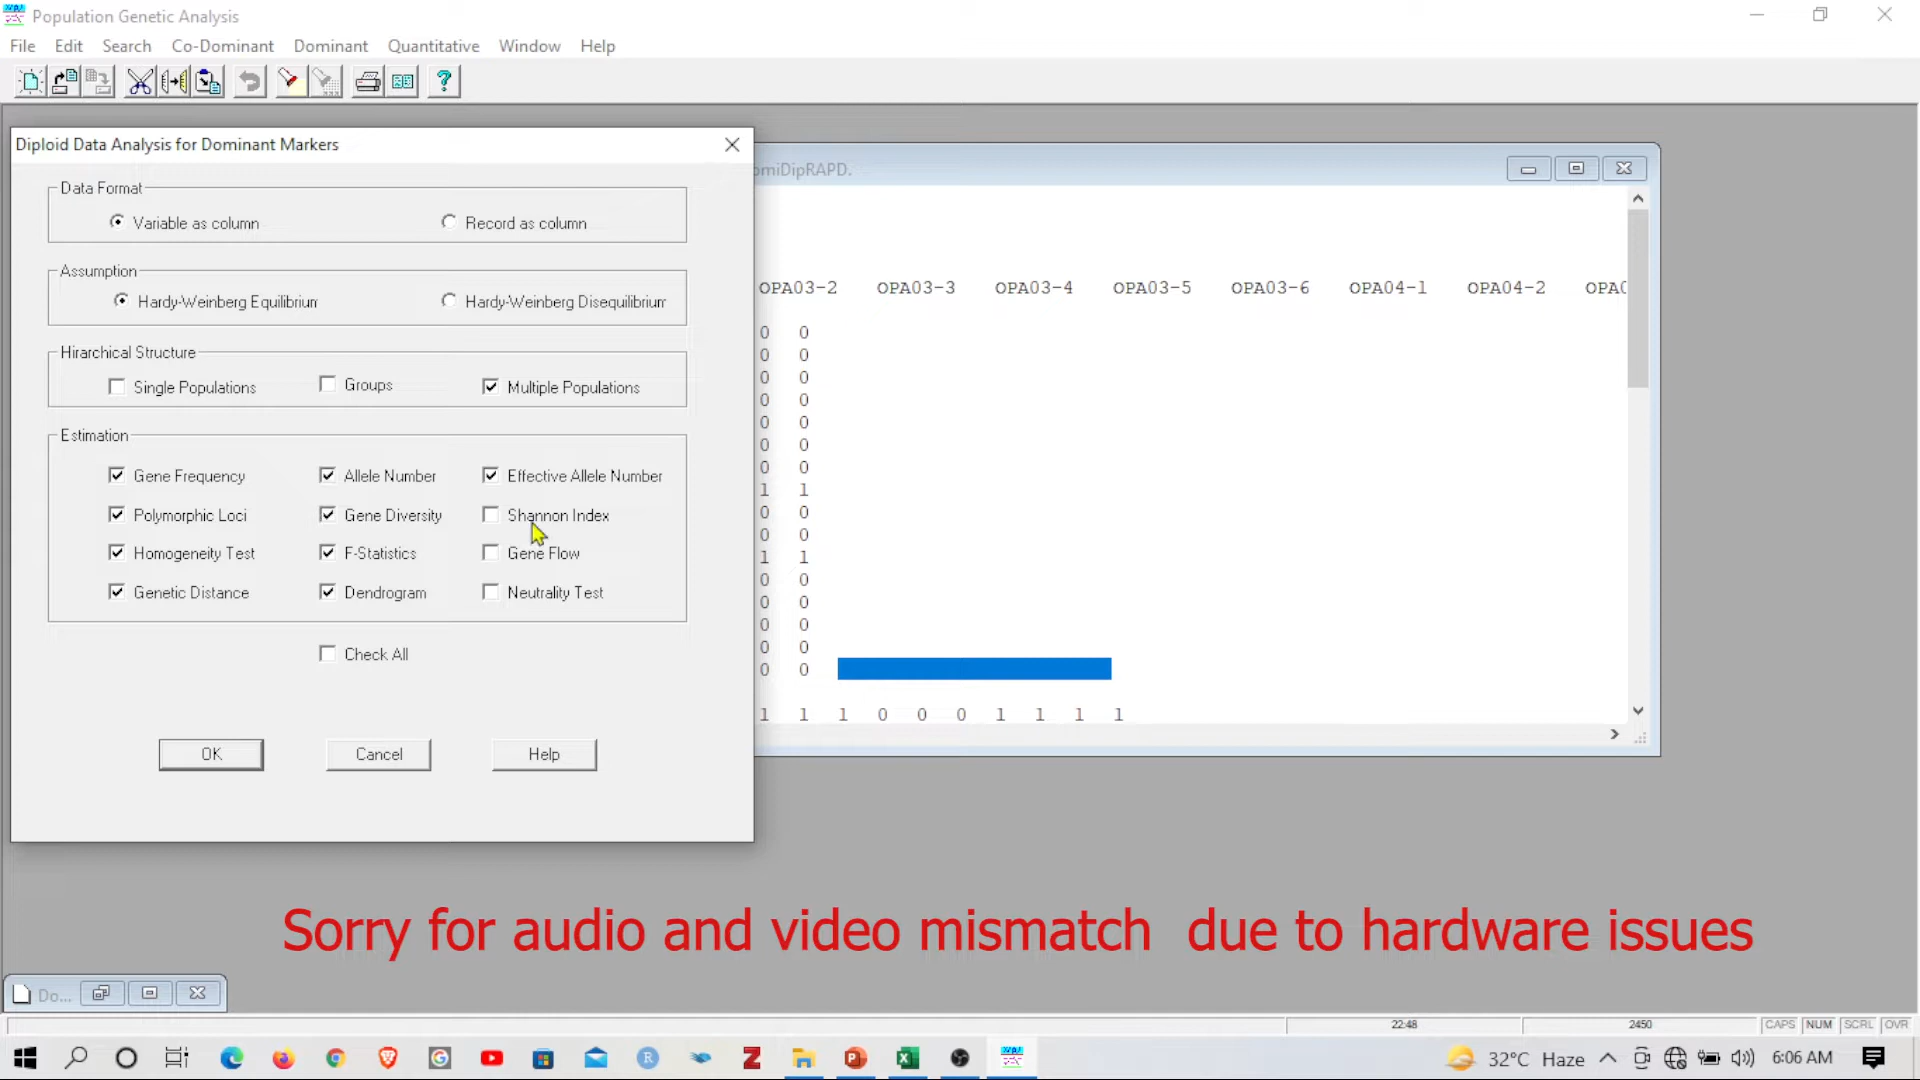 Population Genetic Analysis
File Edit Search Co-Dominant Dominant Quantitative Window Help
Diploid Data Analysis for Dominant Markers
omiDipRAPD.
Data Format
Variable as column Record as column
Assumption
Hardy-Weinberg Equilibrium Hardy-Weinberg Disequilibrium
Hirarchical Structure
Single Populations Groups Multiple Populations
Estimation
Gene Frequency Allele Number Effective Allele Number
Polymorphic Loci Gene Diversity Shannon Index
Homogeneity Test F-Statistics Gene Flow
Genetic Distance Dendrogram Neutrality Test
Check All
OK Cancel Help
OPA03-2 OPA03-3 OPA03-4 OPA03-5 OPA03-6 OPA04-1 OPA04-2
0 0
0 0
0 0
0 0
0 0
0 0
0 0
1 1
0 0
0 0
1 1
0 0
0 0
0 0
0 0
0 0
1 1 1 0 0 0 1 1 1 1
Sorry for audio and video mismatch due to hardware issues
Do...
22:48 2450 CAPS NUM SCRL OVR
32°C Haze 6:06 AM